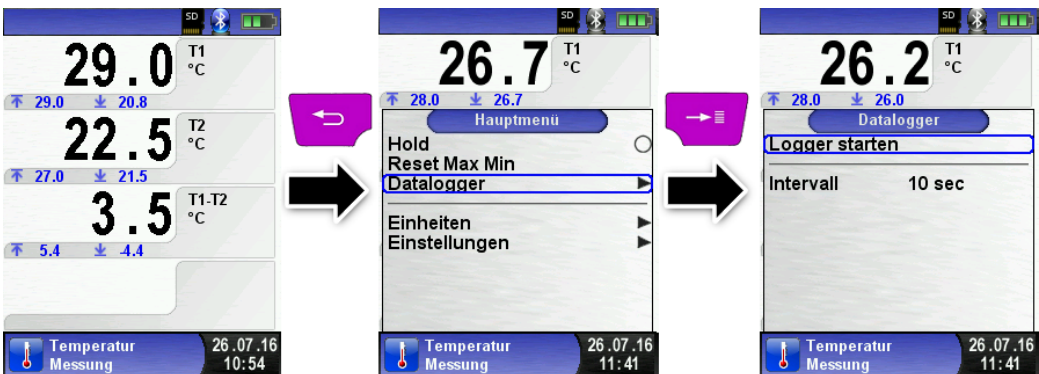 SD
29.0 T1 °C
29.0 20.8
22.5 T2 °C
27.0 21.5
3.5 T1-T2 °C
5.4 -4.4
Temperatur 26.07.16
Messung 10:54
SD
26.7 T1 °C
28.0 26.7
Hauptmenü
Hold
Reset Max Min
Datalogger
Einheiten
Einstellungen
Temperatur 26.07.16
Messung 11:41
SD
26.2 T1 °C
28.0 26.0
Datalogger
Logger starten
Intervall 10 sec
Temperatur 26.07.16
Messung 11:41